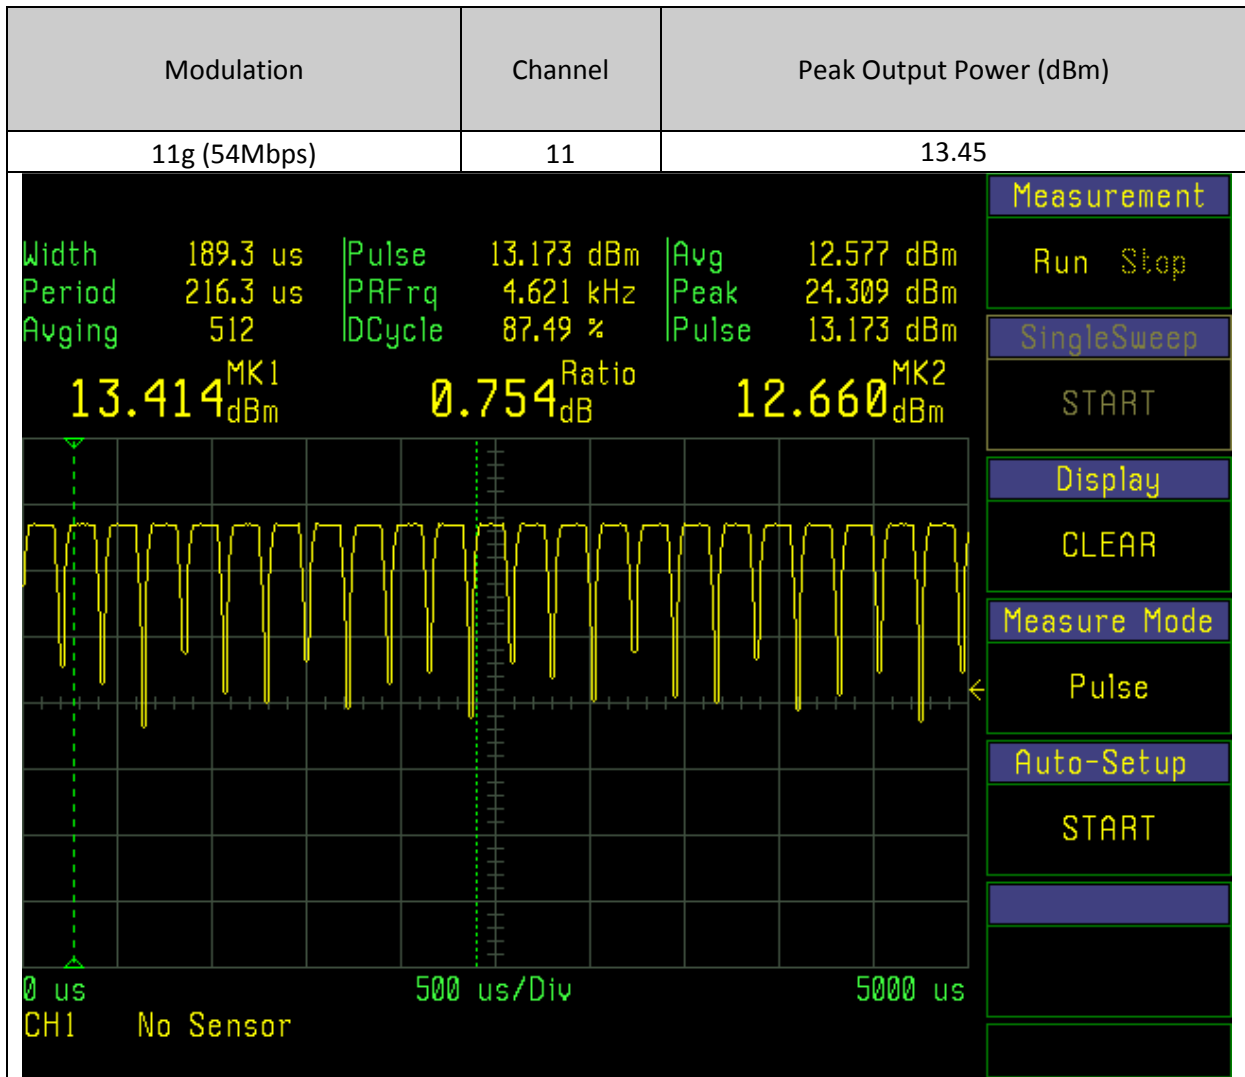 Modulation Channel Peak Output Power (dBm)
11g (54Mbps) 11 13.45
Measurement
Width 189.3 us Pulse 13.173 dBm Avg 12.577 dBm
Run Stop
Period 216.3 us PRFrq 4.621 kHz Peak 24.309 dBm
Avging 512 DCycle 87.49 % Pulse 13.173 dBm
SingleSweep
MK1 Ratio MK2
13.414 dBm 0.754 dB 12.660 dBm
START
Display
CLEAR
Measure Mode
Pulse
Auto-Setup
START
0 us 500 us/Div 5000 us
CH1 No Sensor